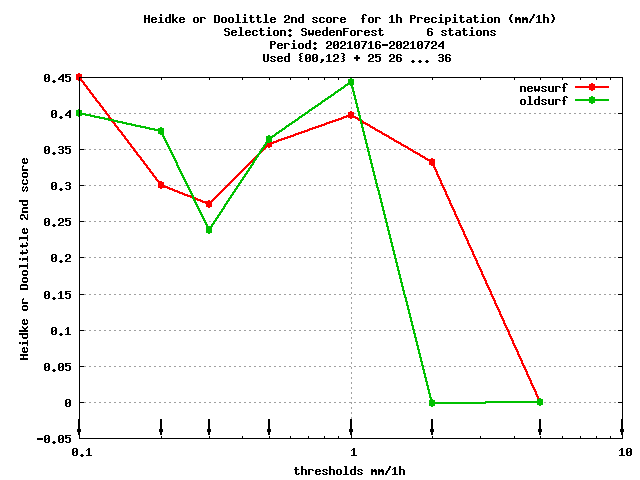 Heidke or Doolittle 2nd score  for 1h Precipitation (mm/1h)
Selection: SwedenForest      6 stations
Period: 20210716-20210724
Used {00,12} + 25 26 ... 36
newsurf
oldsurf
Heidke or Doolittle 2nd score
0.45
0.4
0.35
0.3
0.25
0.2
0.15
0.1
0.05
0
-0.05
0.1 1 10
thresholds mm/1h